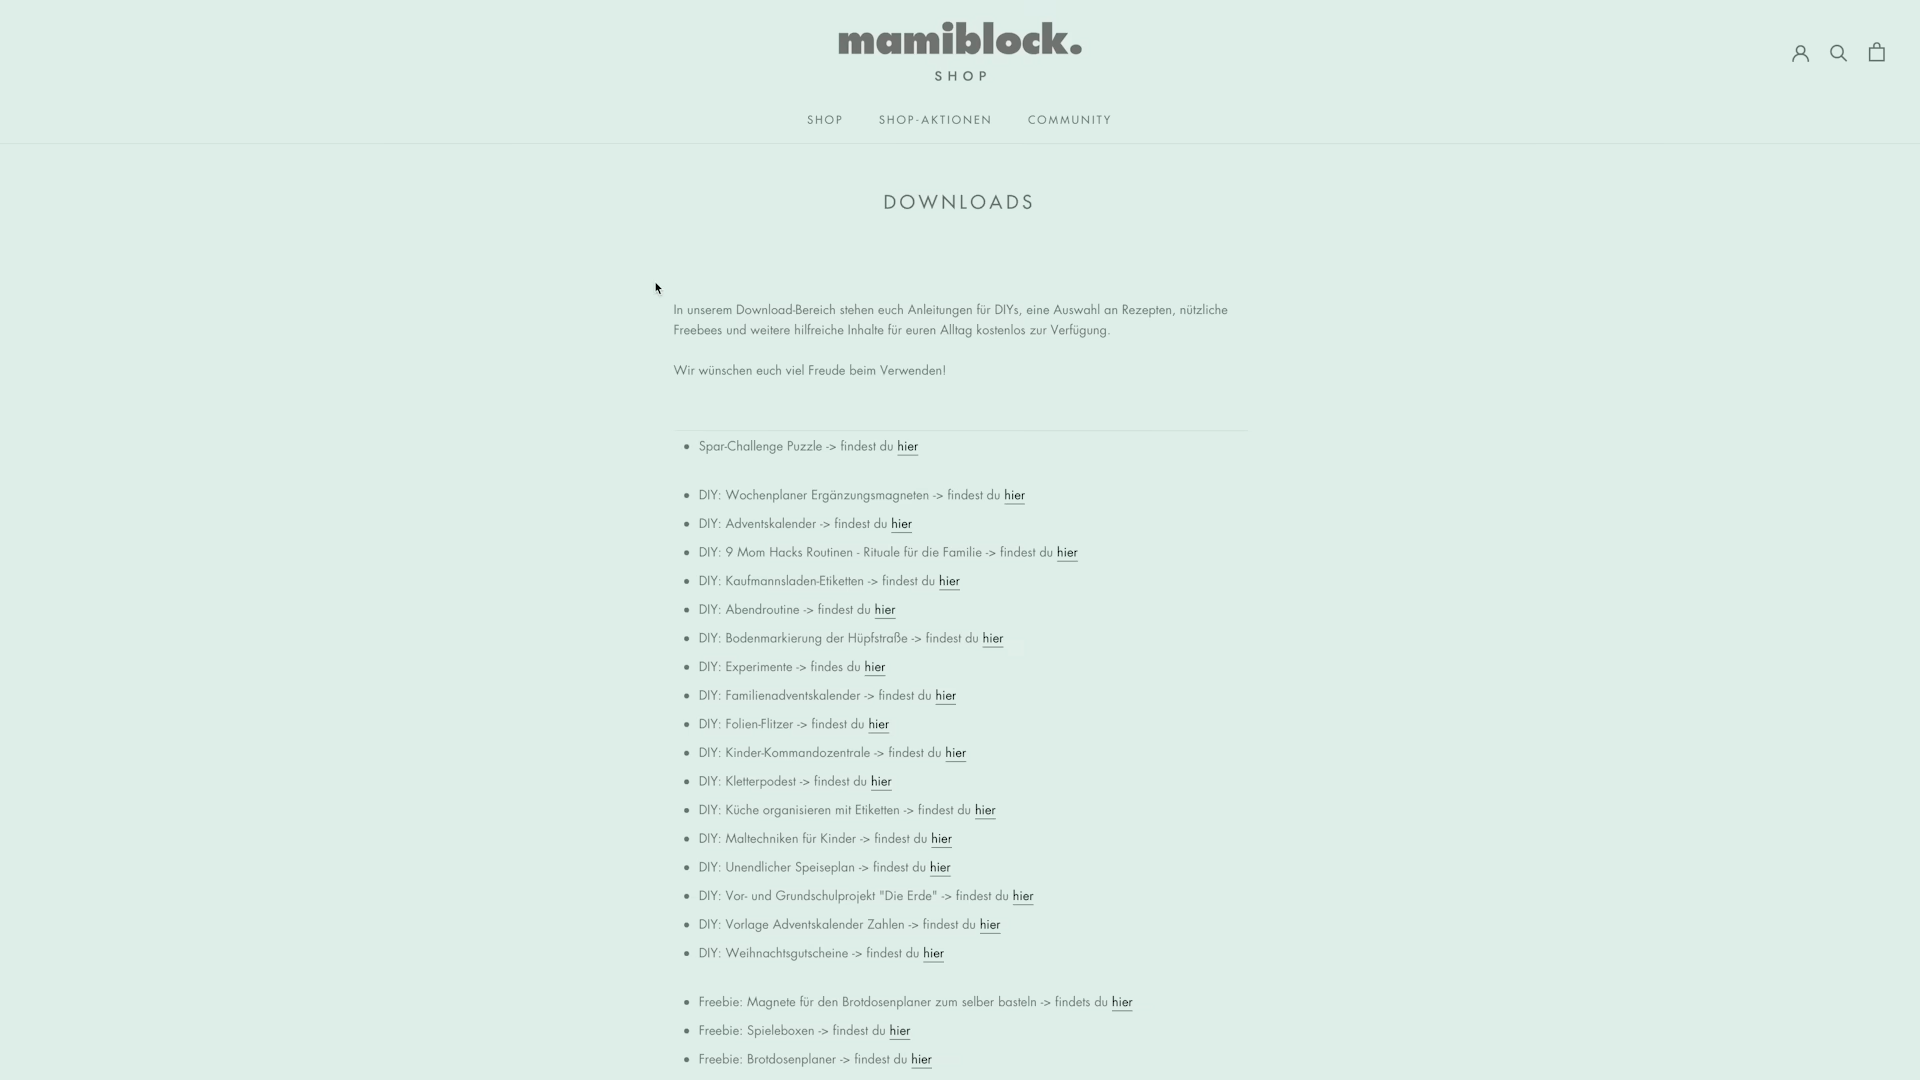 mamiblock.
SHOP
SHOP SHOP-AKTIONEN COMMUNITY
DOWNLOADS
In unserem Download-Bereich stehen euch Anleitungen für DIYs, eine Auswahl an Rezepten, nützliche
Freebees und weitere hilfreiche Inhalte für euren Alltag kostenlos zur Verfügung.
Wir wünschen euch viel Freude beim Verwenden!
Spar-Challenge Puzzle -> findest du hier
DIY: Wochenplaner Ergänzungsmagneten -> findest du hier
DIY: Adventskalender -> findest du hier
DIY: 9 Mom Hacks Routinen - Rituale für die Familie -> findest du hier
DIY: Kaufmannsladen-Etiketten -> findest du hier
DIY: Abendroutine -> findest du hier
DIY: Bodenmarkierung der Hüpfstraße -> findest du hier
DIY: Experimente -> findes du hier
DIY: Familienadventskalender -> findest du hier
DIY: Folien-Flitzer -> findest du hier
DIY: Kinder-Kommandozentrale -> findest du hier
DIY: Kletterpodest -> findest du hier
DIY: Küche organisieren mit Etiketten -> findest du hier
DIY: Maltechniken für Kinder -> findest du hier
DIY: Unendlicher Speiseplan -> findest du hier
DIY: Vor- und Grundschulprojekt "Die Erde" -> findest du hier
DIY: Vorlage Adventskalender Zahlen -> findest du hier
DIY: Weihnachtsgutscheine -> findest du hier
Freebie: Magnete für den Brotdosenplaner zum selber basteln -> findets du hier
Freebie: Spieleboxen -> findest du hier
Freebie: Brotdosenplaner -> findest du hier